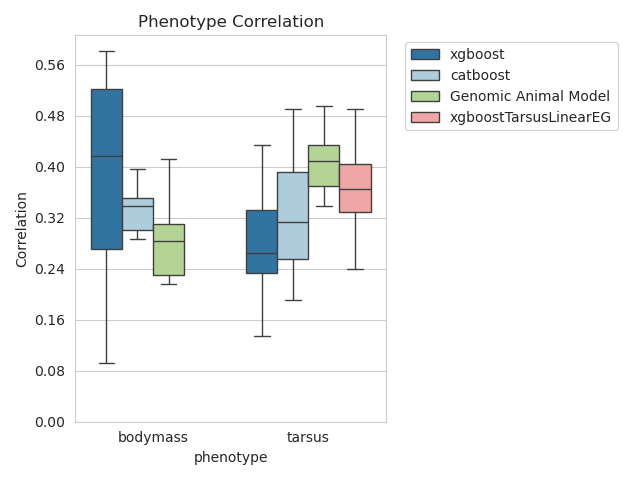 Phenotype Correlation
xgboost
catboost
Genomic Animal Model
xgboostTarsusLinearEG
Correlation
0.56
0.48
0.40
0.32
0.24
0.16
0.08
0.00
bodymass
tarsus
phenotype